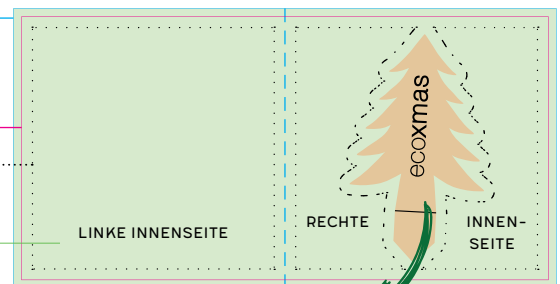 LINKE INNENSEITE
ecoxmas
RECHTE
INNEN-
SEITE